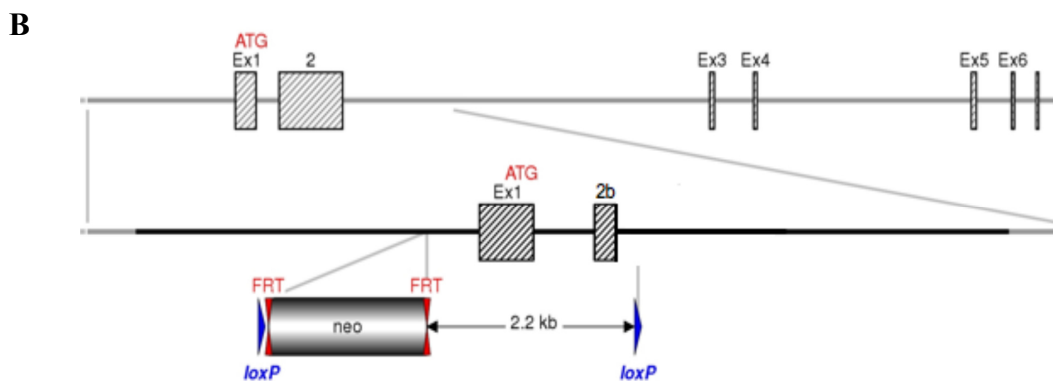 B
ATG
Ex1 2 Ex3 Ex4 Ex5 Ex6
ATG
Ex1 2b
FRT FRT
neo 2.2 kb
loxP loxP